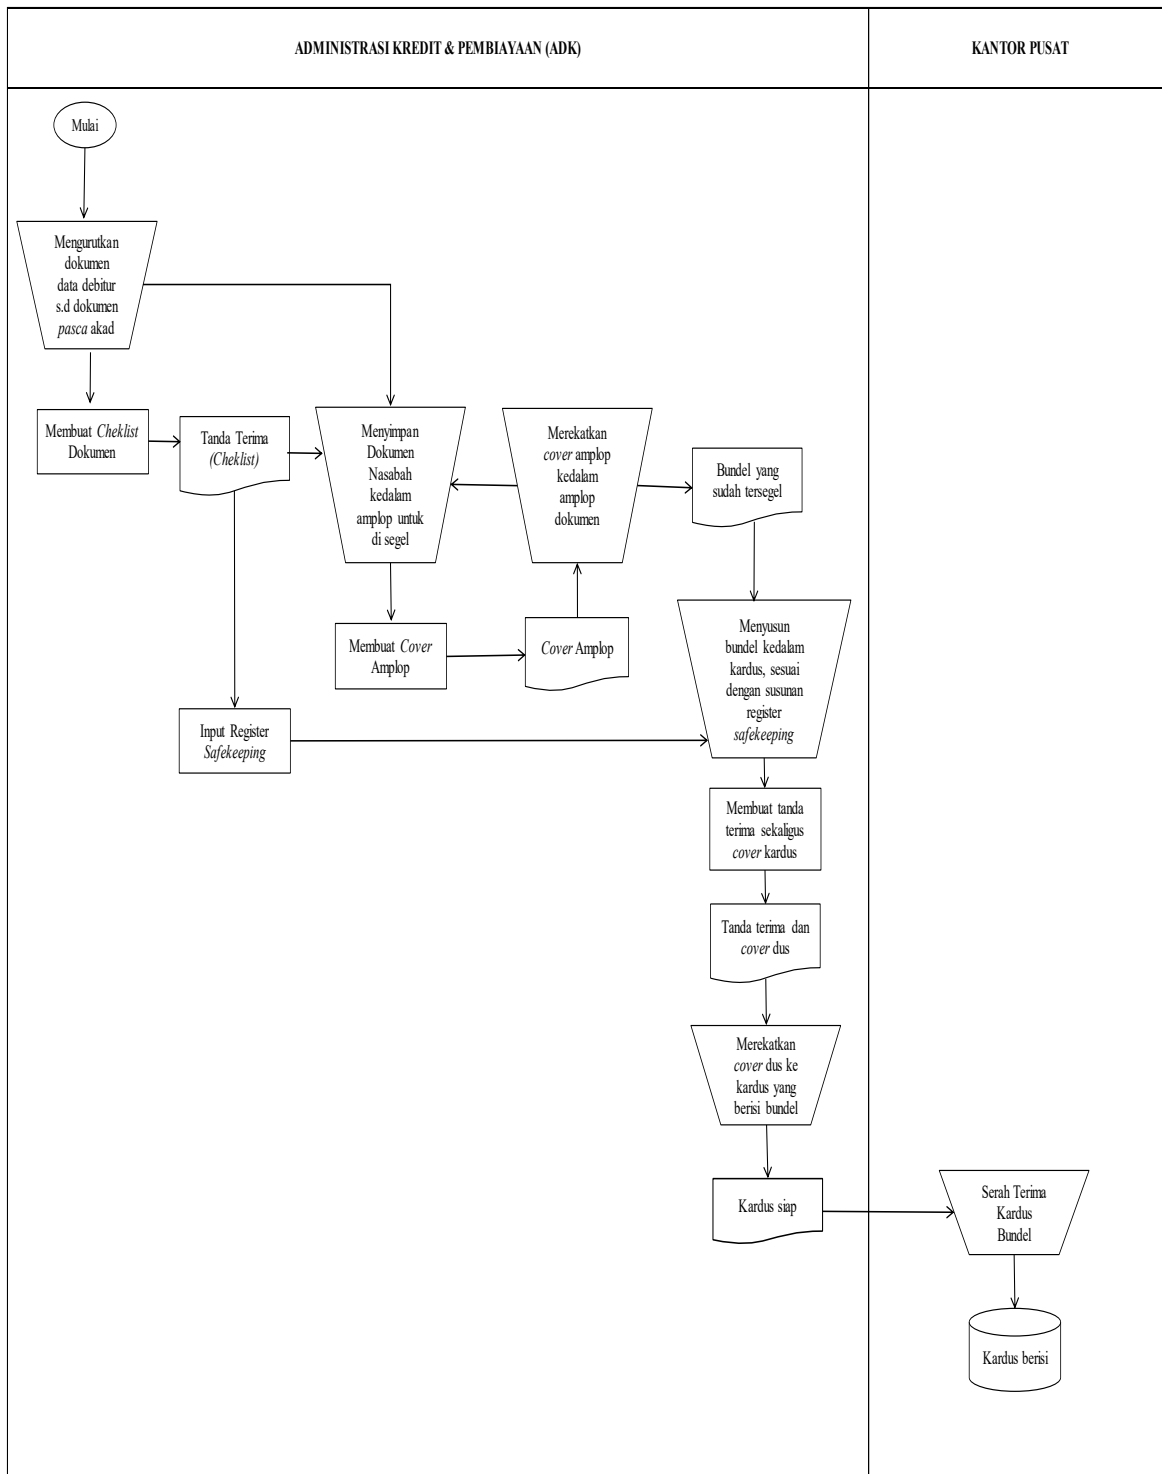 ADMINISTRASI KREDIT & PEMBIAYAAN (ADK)
KANTOR PUSAT
Mulai
Mengurutkan
dokumen
data debitur
s.d dokumen
pasca akad
Membuat Cheklist
Dokumen
Tanda Terima
(Cheklist)
Menyimpan
Dokumen
Nasabah
kedalam
amplop untuk
di segel
Merekatkan
cover amplop
kedalam
amplop
dokumen
Bundel yang
sudah tersegel
Membuat Cover
Amplop
Cover Amplop
Menyusun
bundel kedalam
kardus, sesuai
dengan susunan
register
safekeeping
Input Register
Safekeeping
Membuat tanda
terima sekaligus
cover kardus
Tanda terima dan
cover dus
Merekatkan
cover dus ke
kardus yang
berisi bundel
Kardus siap
Serah Terima
Kardus
Bundel
Kardus berisi